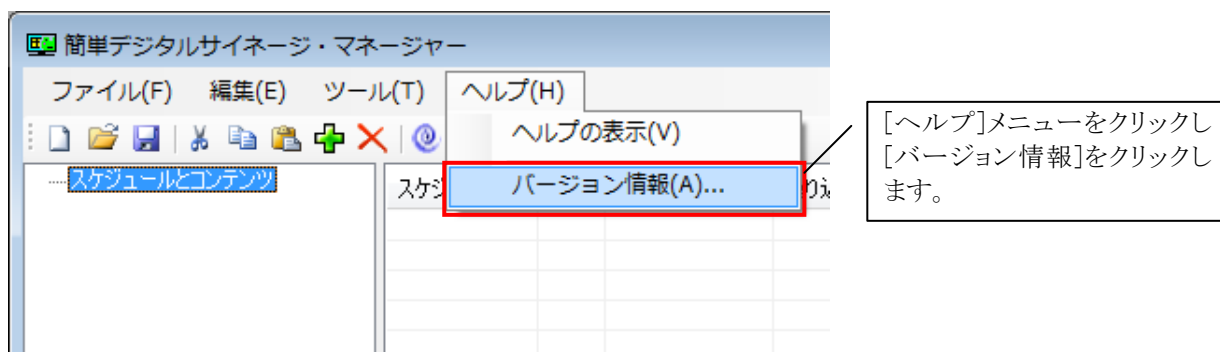 簡単デジタルサイネージ・マネージャー
ファイル(F) 編集(E) ツール(T) ヘルプ(H)
ヘルプの表示(V)
バージョン情報(A)...
スケジュールとコンテンツ
スケジ
[ヘルプ]メニューをクリックし
[バージョン情報]をクリックし
ます。